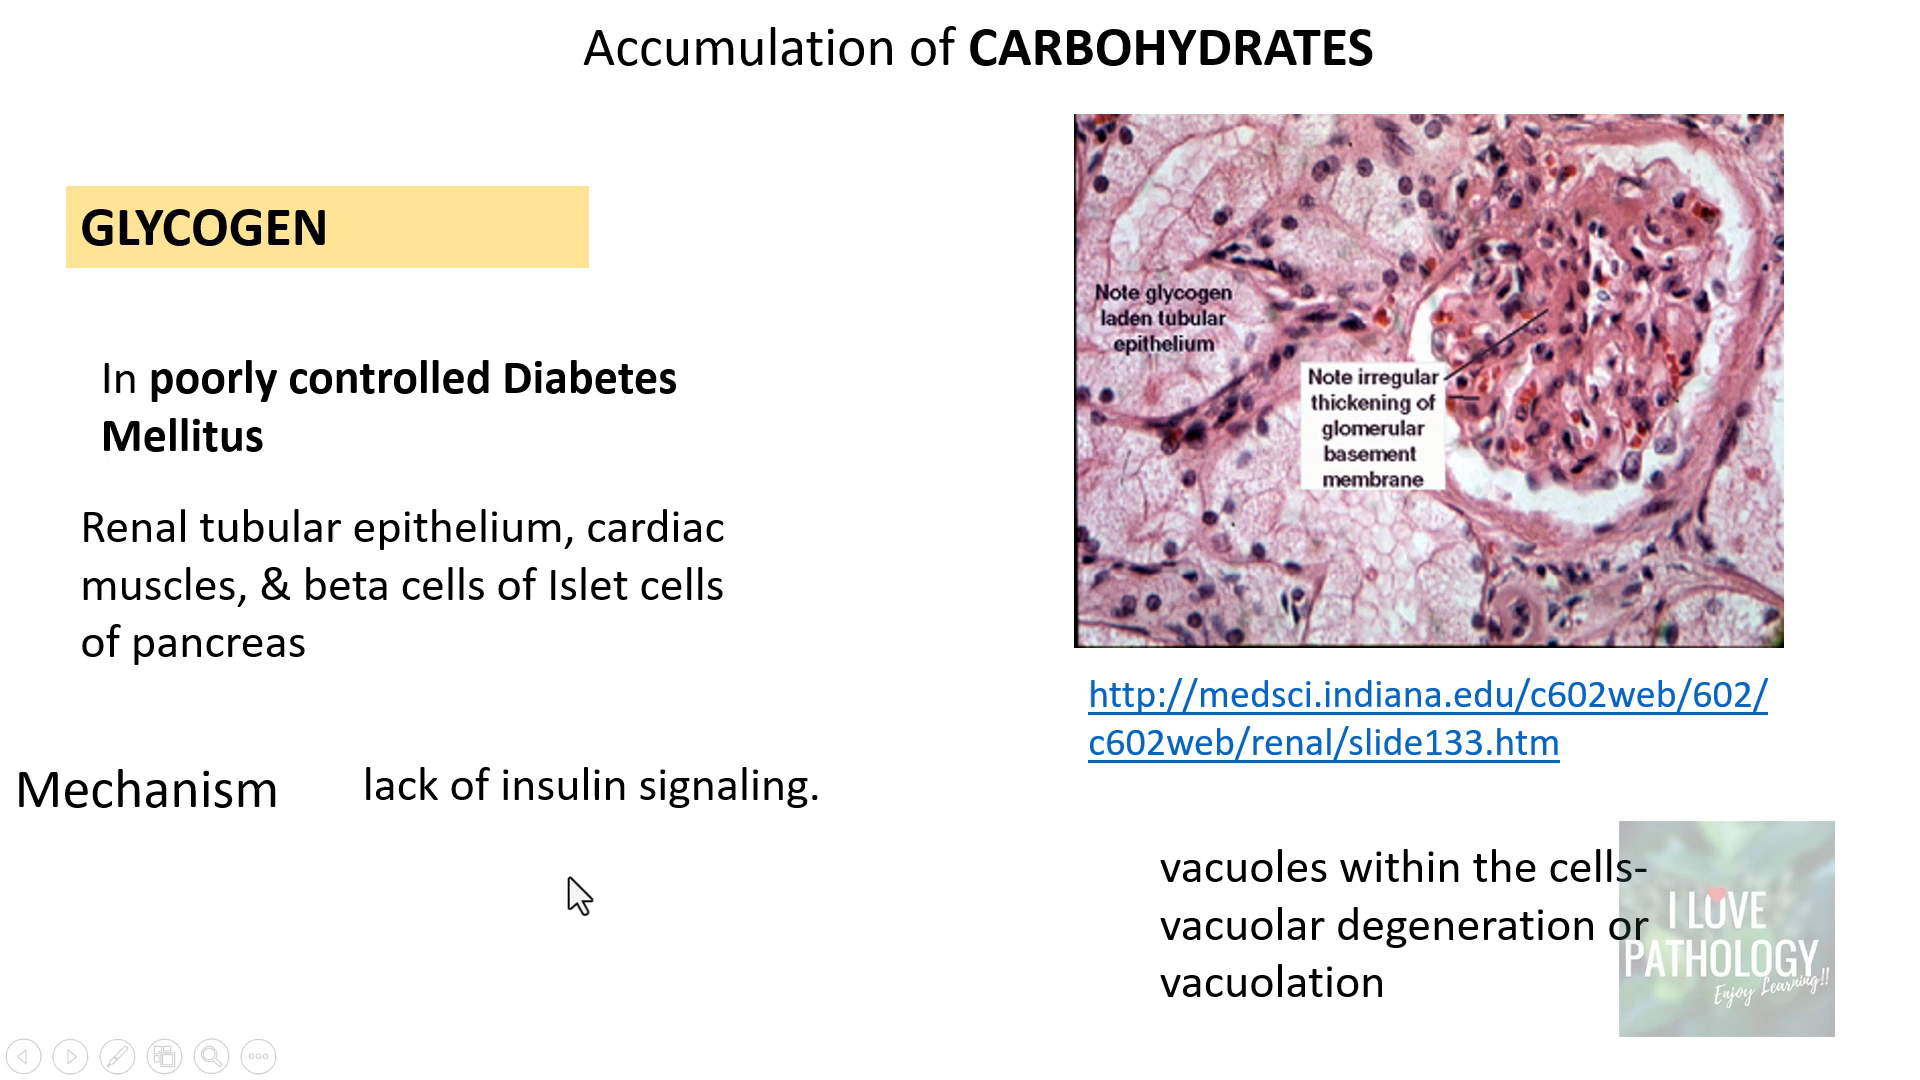 Accumulation of CARBOHYDRATES
GLYCOGEN
In poorly controlled Diabetes
Mellitus
Renal tubular epithelium, cardiac
muscles, & beta cells of Islet cells
of pancreas
Mechanism
lack of insulin signaling.
Note glycogen
laden tubular
epithelium
Note irregular
thickening of
glomerular
basement
membrane
http://medsci.indiana.edu/c602web/602/
c602web/renal/slide133.htm
vacuoles within the cells-
vacuolar degeneration or
vacuolation
I LOVE
PATHOLOGY
Enjoy Learning!!